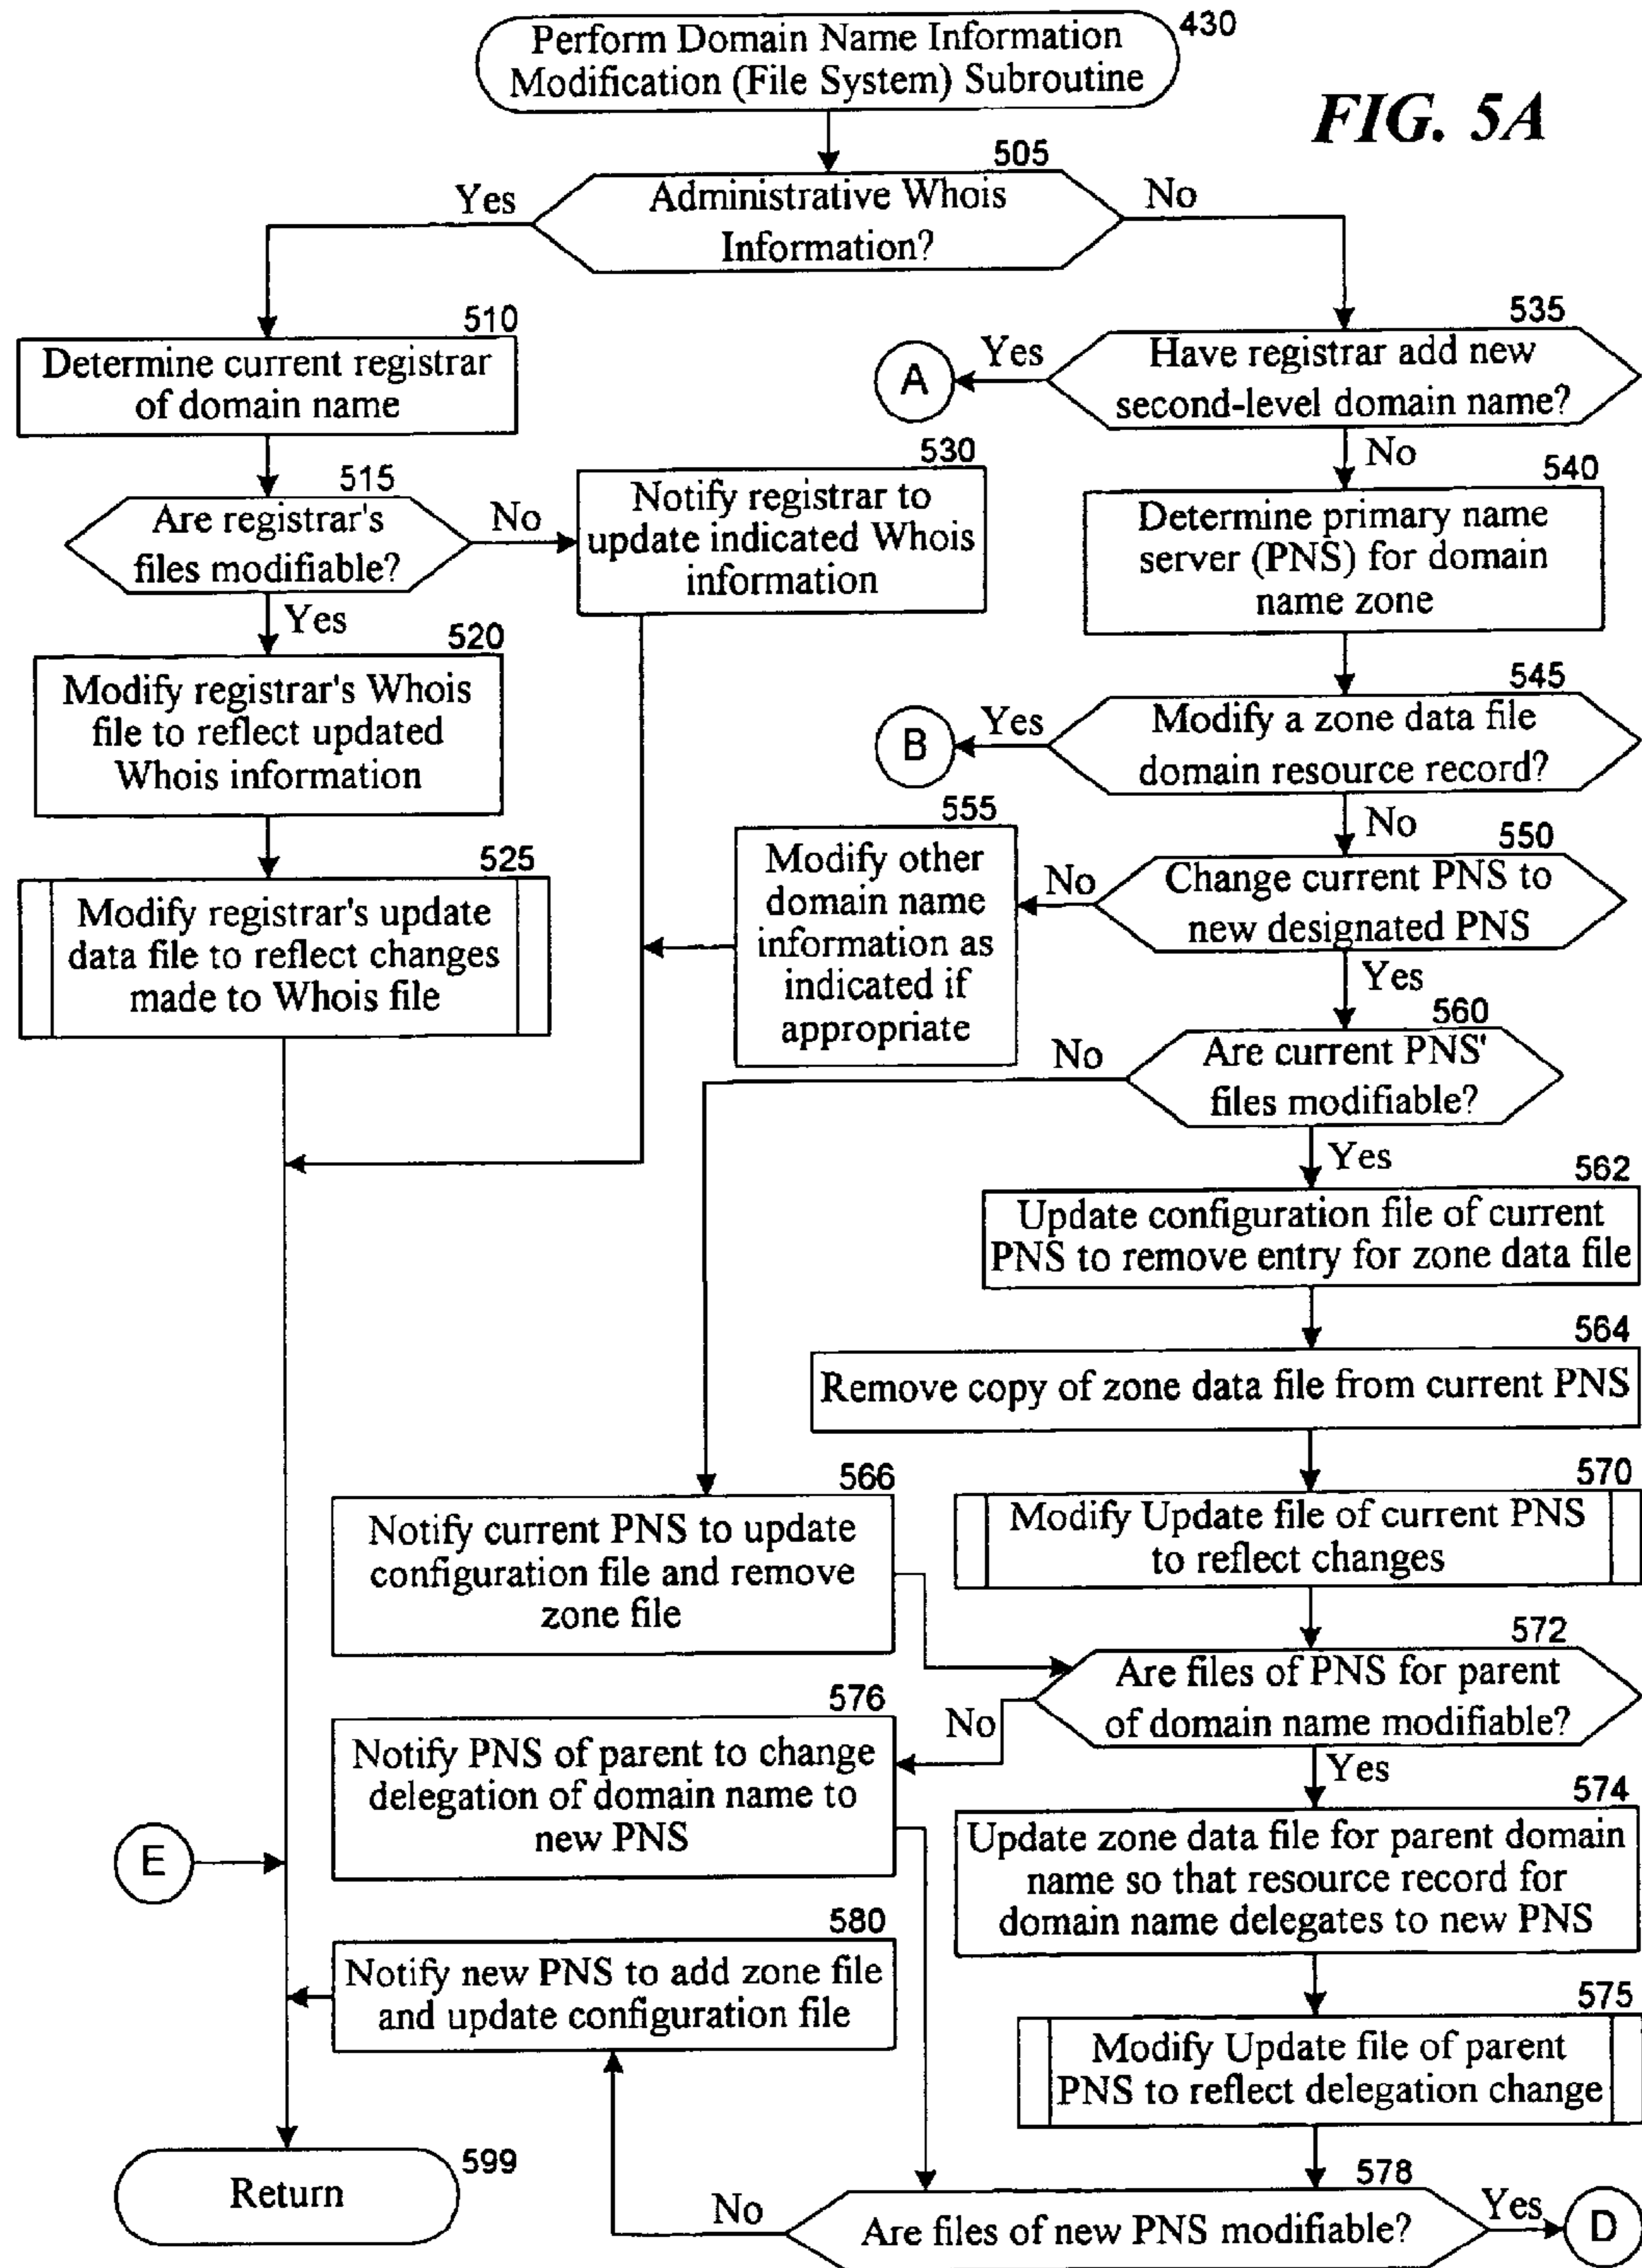 Perform Domain Name Information
Modification (File System) Subroutine
430
FIG. 5A
505
Administrative Whois
Information?
Yes
No
510
Determine current registrar
of domain name
535
Have registrar add new
second-level domain name?
Yes
A
No
515
Are registrar's
files modifiable?
No
Yes
530
Notify registrar to
update indicated Whois
information
540
Determine primary name
server (PNS) for domain
name zone
520
Modify registrar's Whois
file to reflect updated
Whois information
545
Modify a zone data file
domain resource record?
Yes
B
No
525
Modify registrar's update
data file to reflect changes
made to Whois file
555
Modify other
domain name
information as
indicated if
appropriate
550
Change current PNS to
new designated PNS
No
Yes
560
Are current PNS'
files modifiable?
No
Yes
562
Update configuration file of current
PNS to remove entry for zone data file
564
Remove copy of zone data file from current PNS
566
Notify current PNS to update
configuration file and remove
zone file
570
Modify Update file of current PNS
to reflect changes
572
Are files of PNS for parent
of domain name modifiable?
No
Yes
576
Notify PNS of parent to change
delegation of domain name to
new PNS
574
Update zone data file for parent domain
name so that resource record for
domain name delegates to new PNS
E
580
Notify new PNS to add zone file
and update configuration file
575
Modify Update file of parent
PNS to reflect delegation change
599
Return
578
Are files of new PNS modifiable?
No
Yes
D